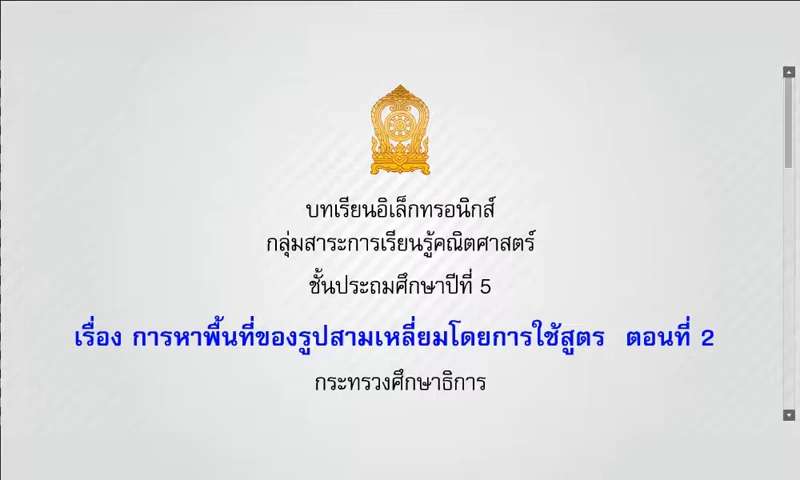 บทเรียนอิเล็กทรอนิกส์
กลุ่มสาระการเรียนรู้คณิตศาสตร์
ชั้นประถมศึกษาปีที่ 5
เรื่อง การหาพื้นที่ของรูปสามเหลี่ยมโดยการใช้สูตร ตอนที่ 2
กระทรวงศึกษาธิการ